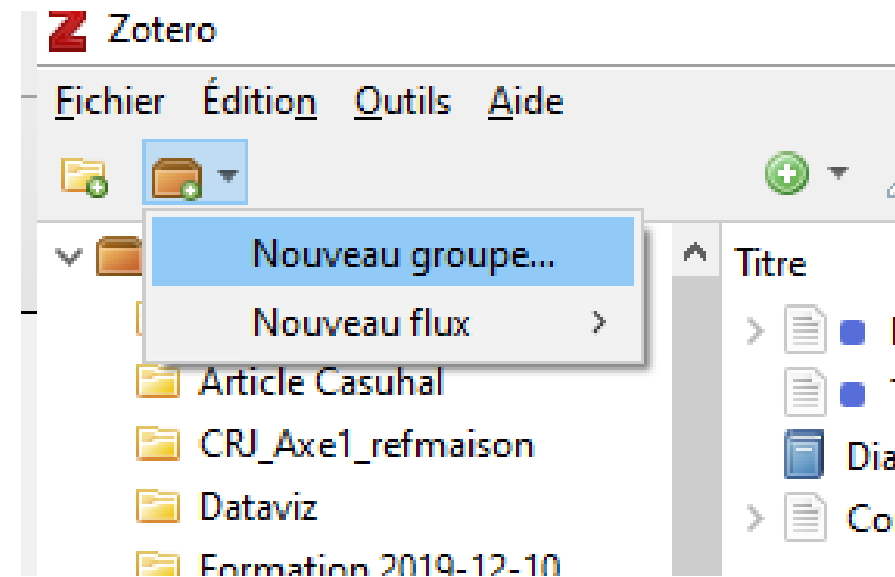 Zotero
Fichier Édition Outils Aide
Nouveau groupe...
Titre
Nouveau flux
Article Casuhal
CRJ_Axe1_refmaison
Dia
Dataviz
Co
Formation 2019-12-10